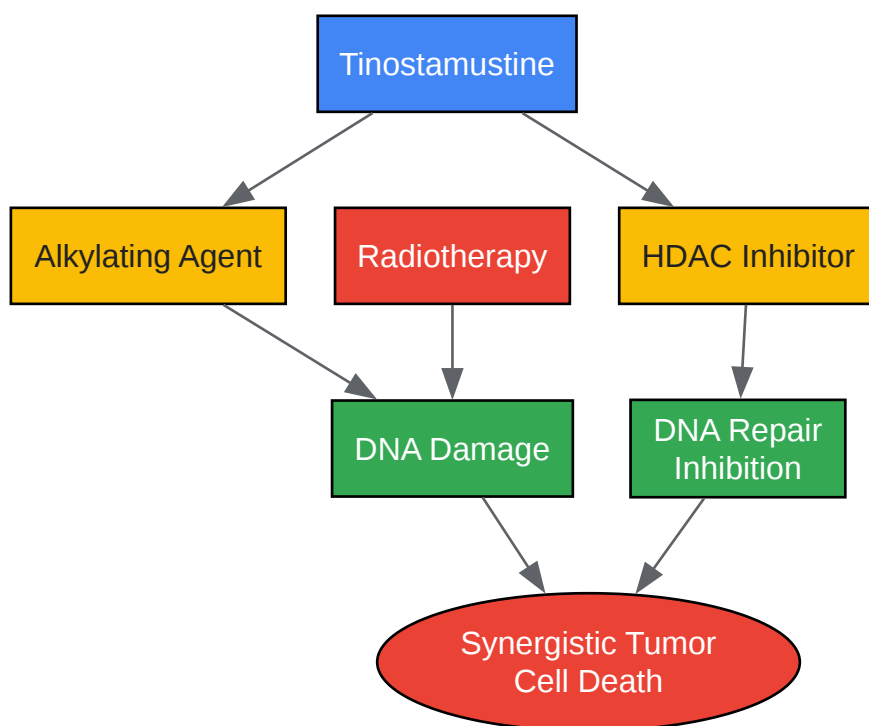 Tinostamustine
Alkylating Agent
Radiotherapy
HDAC Inhibitor
DNA Damage
DNA Repair
Inhibition
Synergistic Tumor
Cell Death